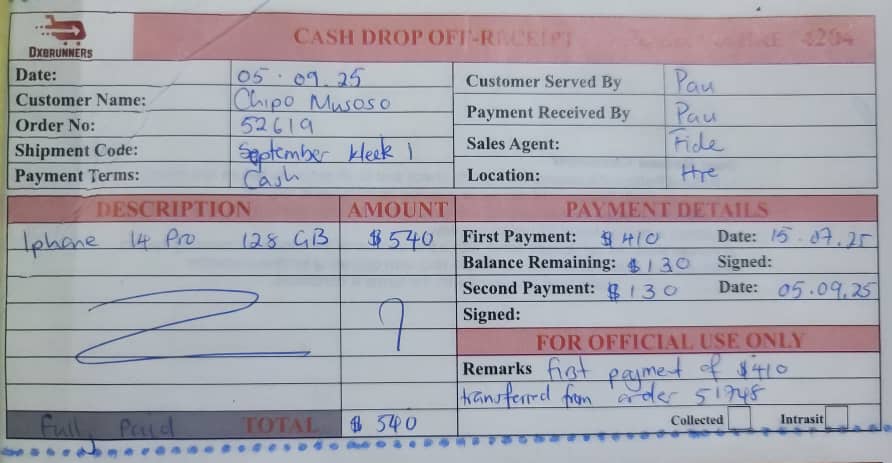 DXBRUNNERS
CASH DROP OFF-RECEIPT 4204
Date: 05.09.25
Customer Name: Chipo Musoso
Order No: 52619
Shipment Code: September Week 1
Payment Terms: Cash
Customer Served By Pau
Payment Received By Pau
Sales Agent: Fide
Location: Hre
DESCRIPTION AMOUNT
Iphone 14 Pro 128 GB $540
Full Paid TOTAL $ 540
PAYMENT DETAILS
First Payment: $ 410 Date: 15.07.25
Balance Remaining: $130 Signed:
Second Payment: $130 Date: 05.09.25
Signed:
FOR OFFICIAL USE ONLY
Remarks first payment of $410
transferred from order 51948
Collected Intrasit